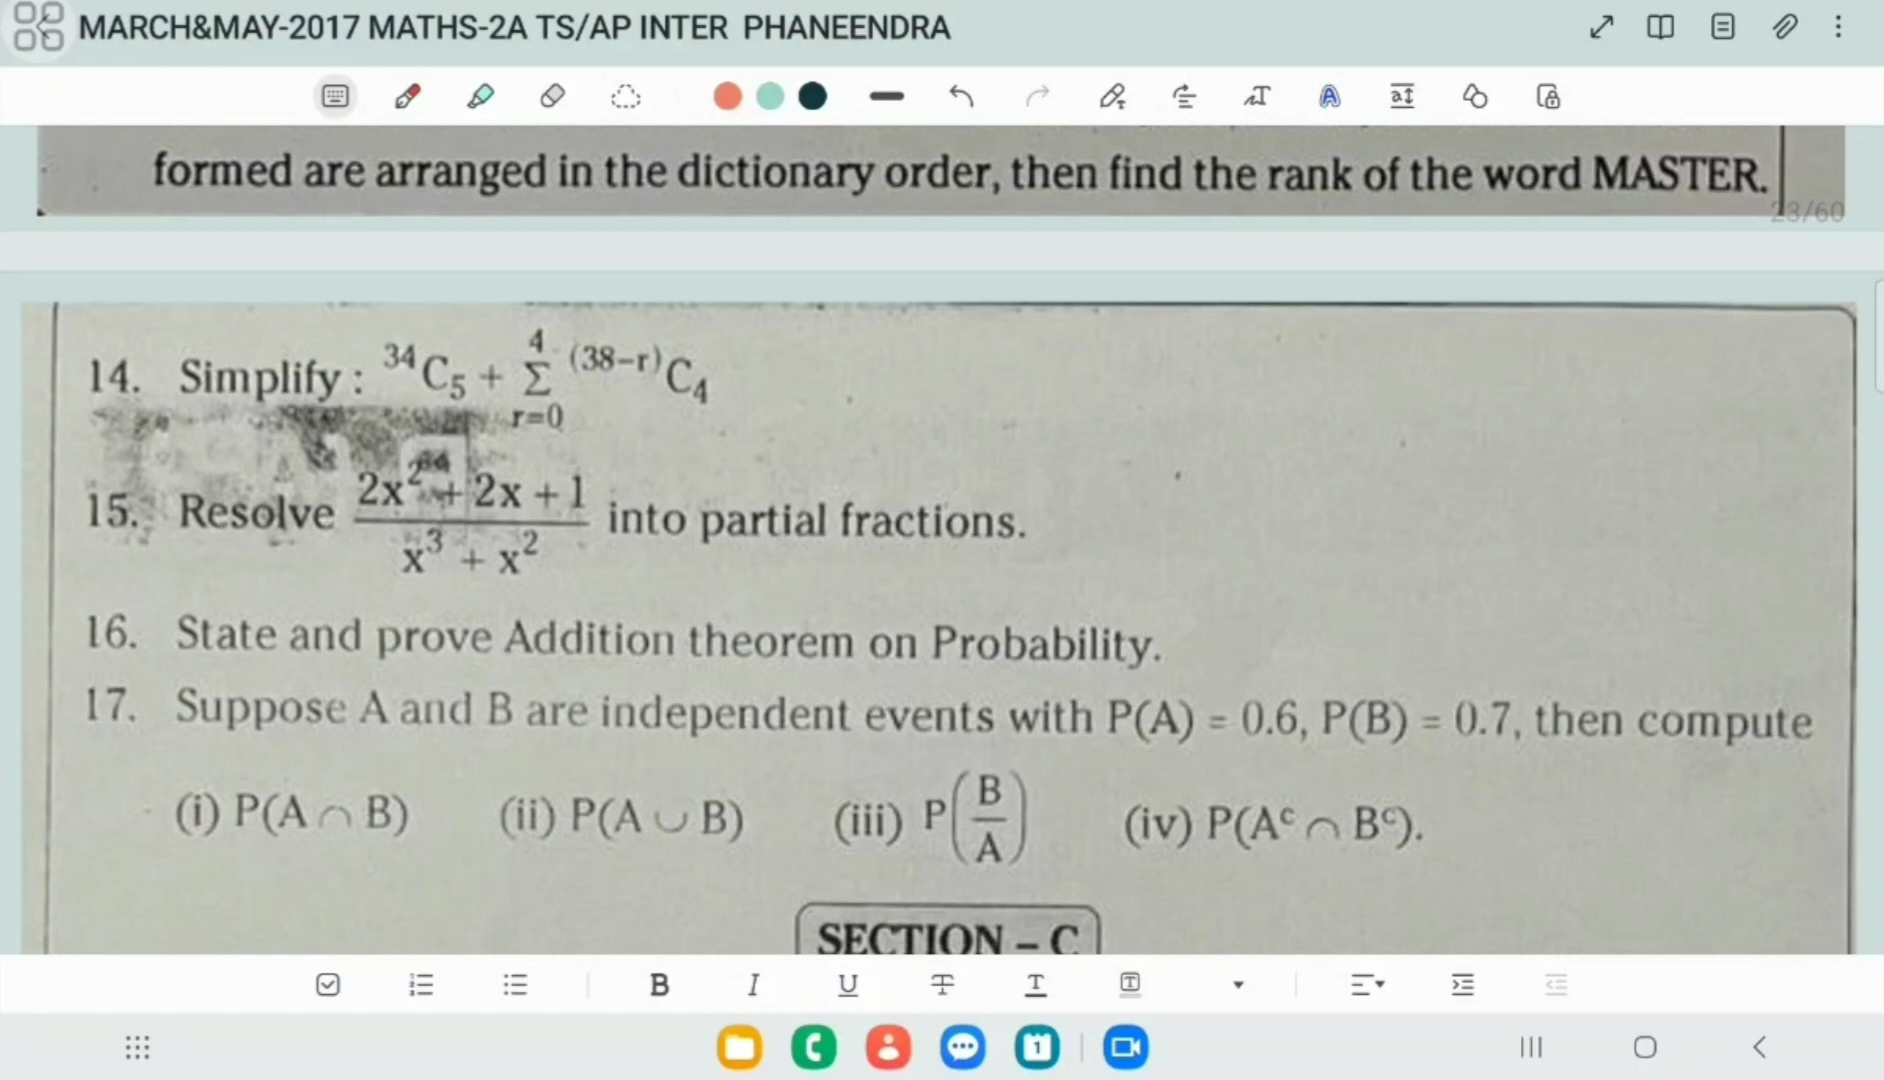 MARCH&MAY-2017 MATHS-2A TS/AP INTER PHANEENDRA
formed are arranged in the dictionary order, then find the rank of the word MASTER.
23/60
14. Simplify : ³⁴C₅ + Σ⁴ᵣ₌₀ ⁽³⁸⁻ʳ⁾C₄
15. Resolve (2x² + 2x + 1)/(x³ + x²) into partial fractions.
16. State and prove Addition theorem on Probability.
17. Suppose A and B are independent events with P(A) = 0.6, P(B) = 0.7, then compute
(i) P(A ∩ B) (ii) P(A ∪ B) (iii) P(B/A) (iv) P(Aᶜ ∩ Bᶜ).
SECTION – C